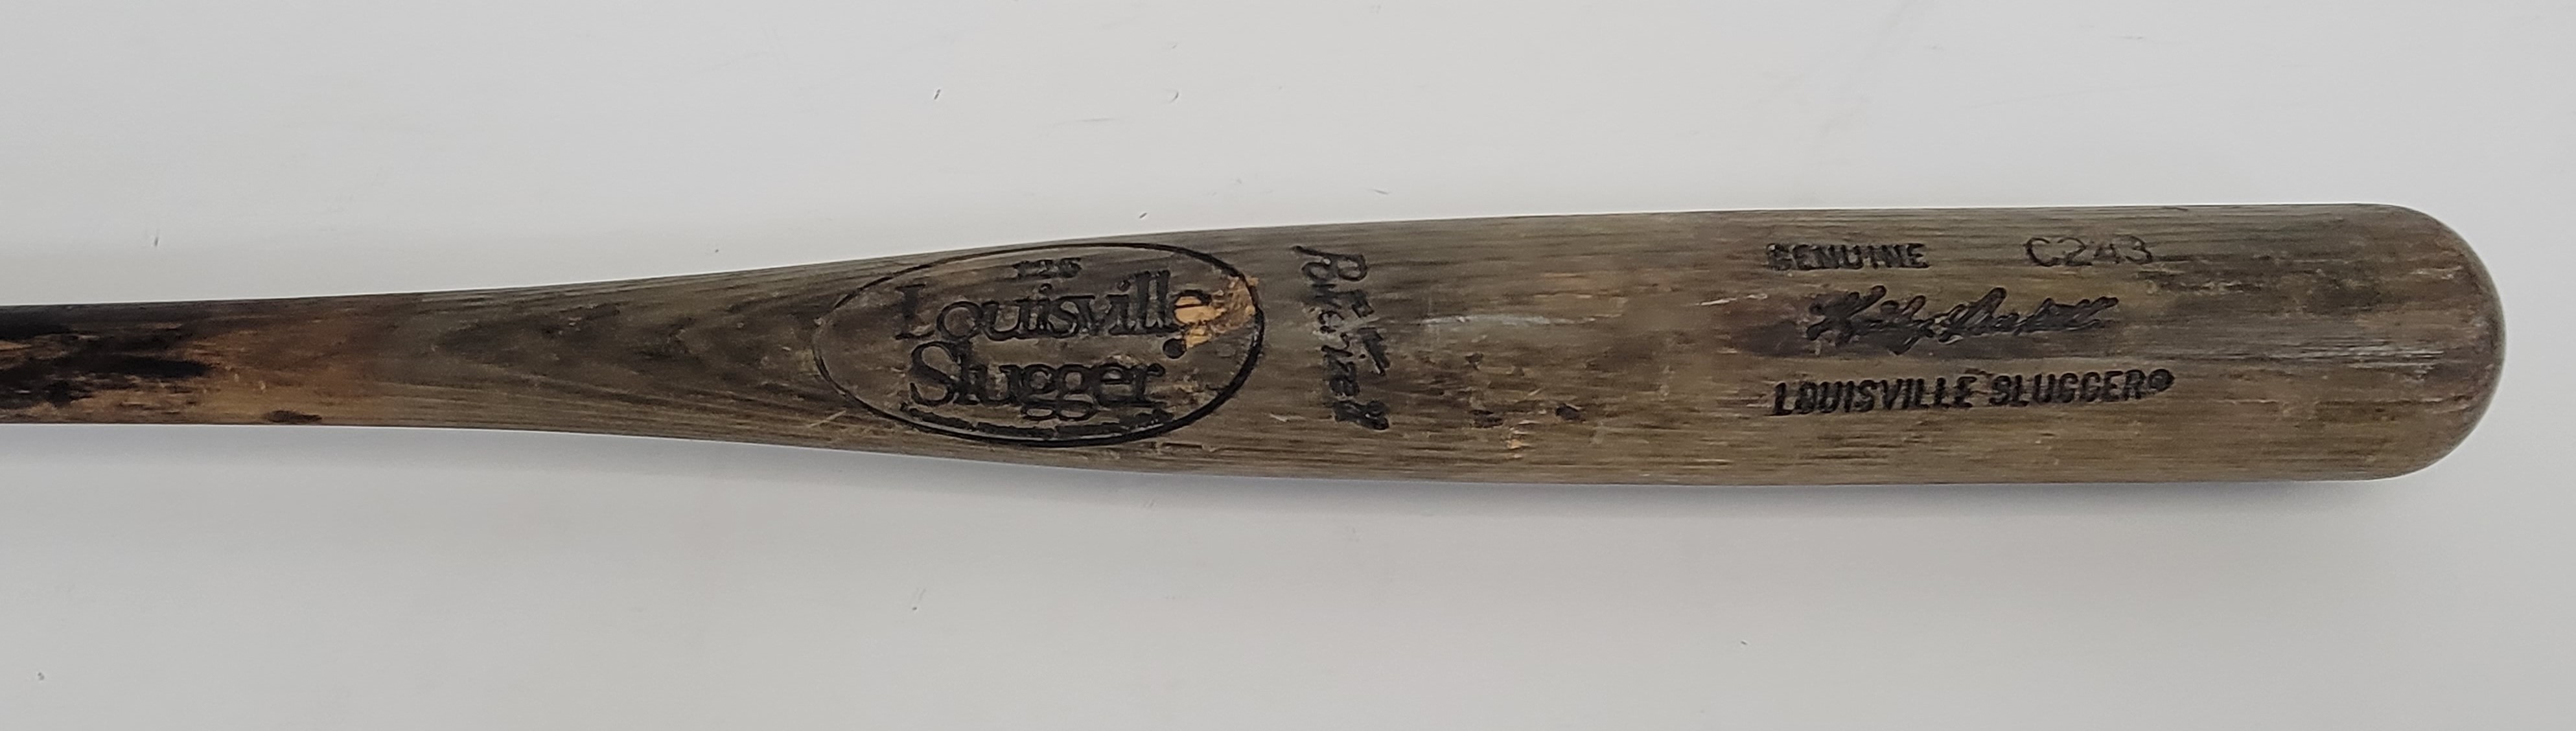 125
Louisville
Slugger
POWERIZED
GENUINE C243
LOUISVILLE SLUGGER®